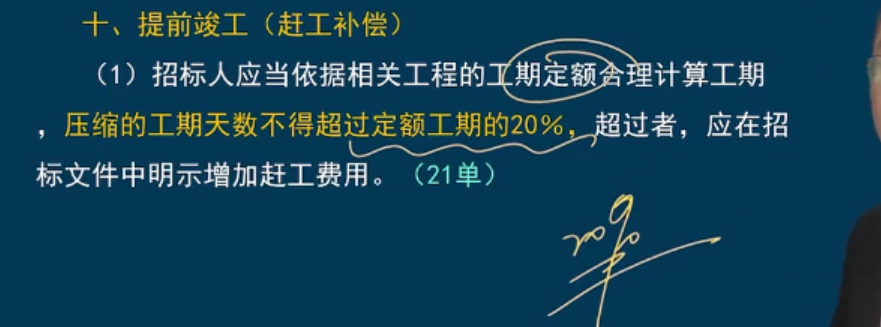 十、提前竣工（赶工补偿）
（1）招标人应当依据相关工程的工期定额合理计算工期
，压缩的工期天数不得超过定额工期的20%，超过者，应在招
标文件中明示增加赶工费用。（21单）